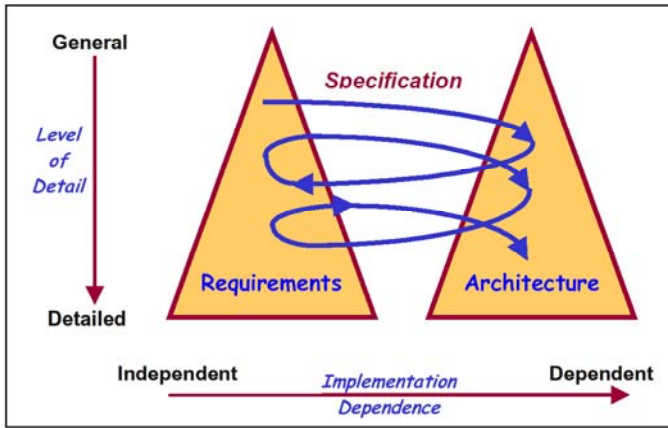 General
Specification
Level
of
Detail
Requirements
Architecture
Detailed
Independent
Implementation
Dependence
Dependent